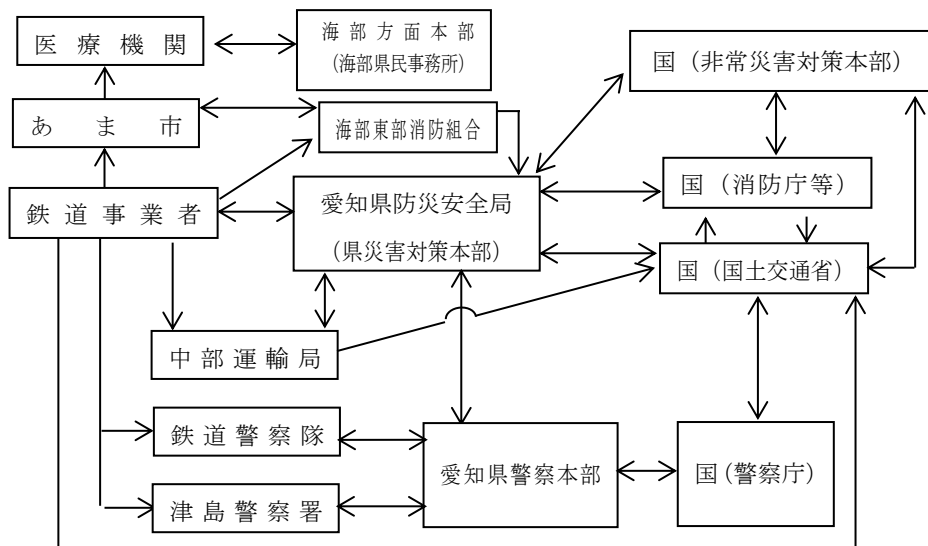 医療機関
海部方面本部
(海部県民事務所)
国（非常災害対策本部）
あま市
海部東部消防組合
国（消防庁等）
鉄道事業者
愛知県防災安全局
（県災害対策本部）
国（国土交通省）
中部運輸局
鉄道警察隊
愛知県警察本部
国（警察庁）
津島警察署